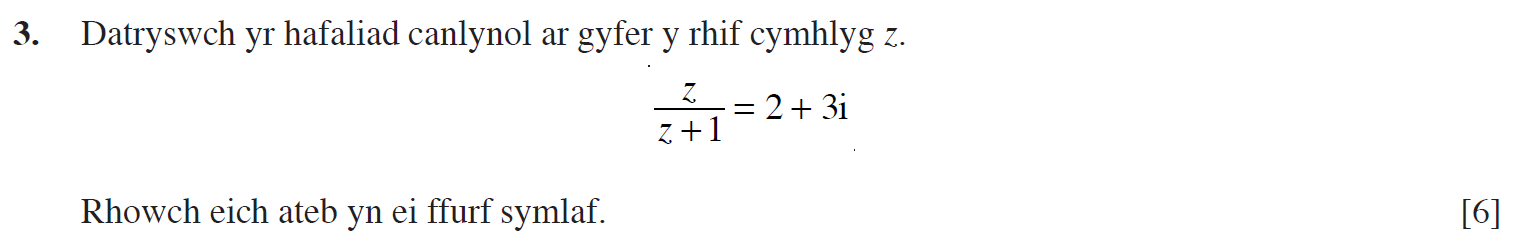 3. Datryswch yr hafaliad canlynol ar gyfer y rhif cymhlyg z.
z/(z + 1) = 2 + 3i
Rhowch eich ateb yn ei ffurf symlaf. [6]